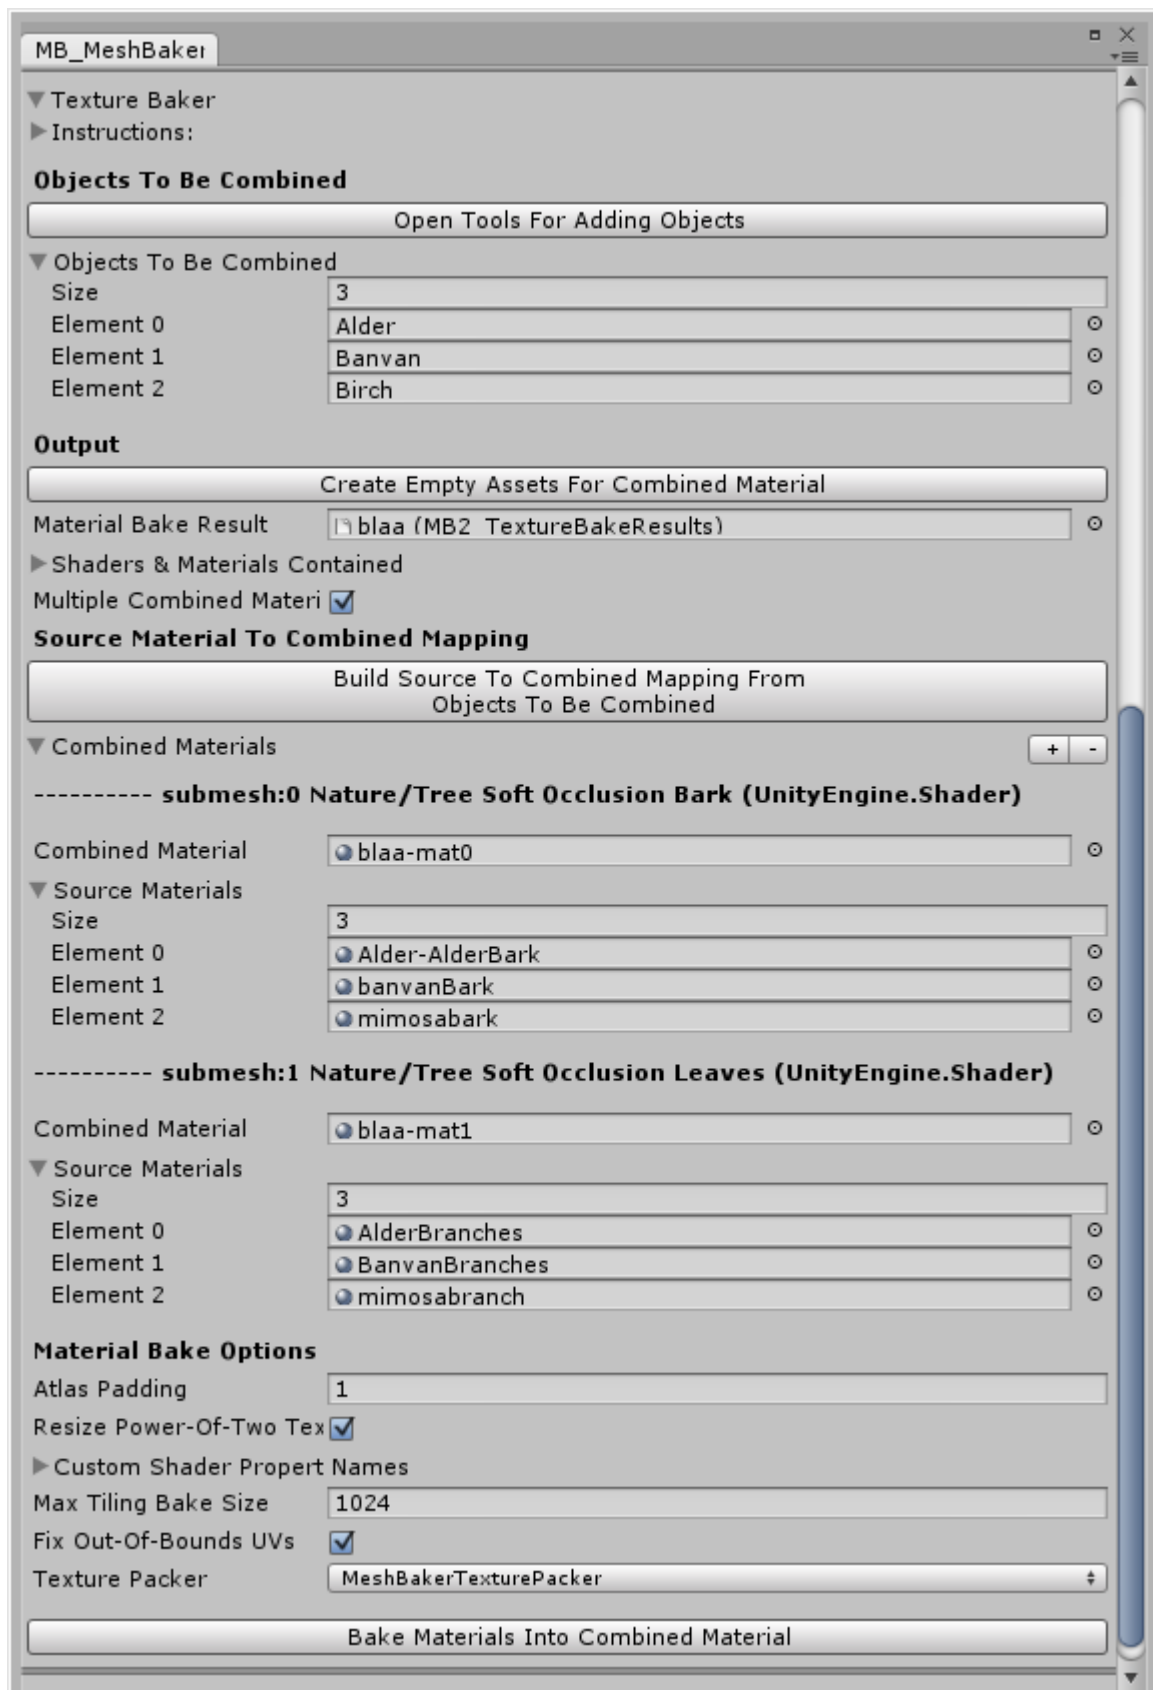 MB_MeshBaker
Texture Baker
Instructions:
Objects To Be Combined
Open Tools For Adding Objects
Objects To Be Combined
Size 3
Element 0 Alder
Element 1 Banvan
Element 2 Birch
Output
Create Empty Assets For Combined Material
Material Bake Result blaa (MB2_TextureBakeResults)
Shaders & Materials Contained
Multiple Combined Materi
Source Material To Combined Mapping
Build Source To Combined Mapping From
Objects To Be Combined
Combined Materials + -
---------- submesh:0 Nature/Tree Soft Occlusion Bark (UnityEngine.Shader)
Combined Material blaa-mat0
Source Materials
Size 3
Element 0 Alder-AlderBark
Element 1 banvanBark
Element 2 mimosabark
---------- submesh:1 Nature/Tree Soft Occlusion Leaves (UnityEngine.Shader)
Combined Material blaa-mat1
Source Materials
Size 3
Element 0 AlderBranches
Element 1 BanvanBranches
Element 2 mimosabranch
Material Bake Options
Atlas Padding 1
Resize Power-Of-Two Tex
Custom Shader Propert Names
Max Tiling Bake Size 1024
Fix Out-Of-Bounds UVs
Texture Packer MeshBakerTexturePacker
Bake Materials Into Combined Material